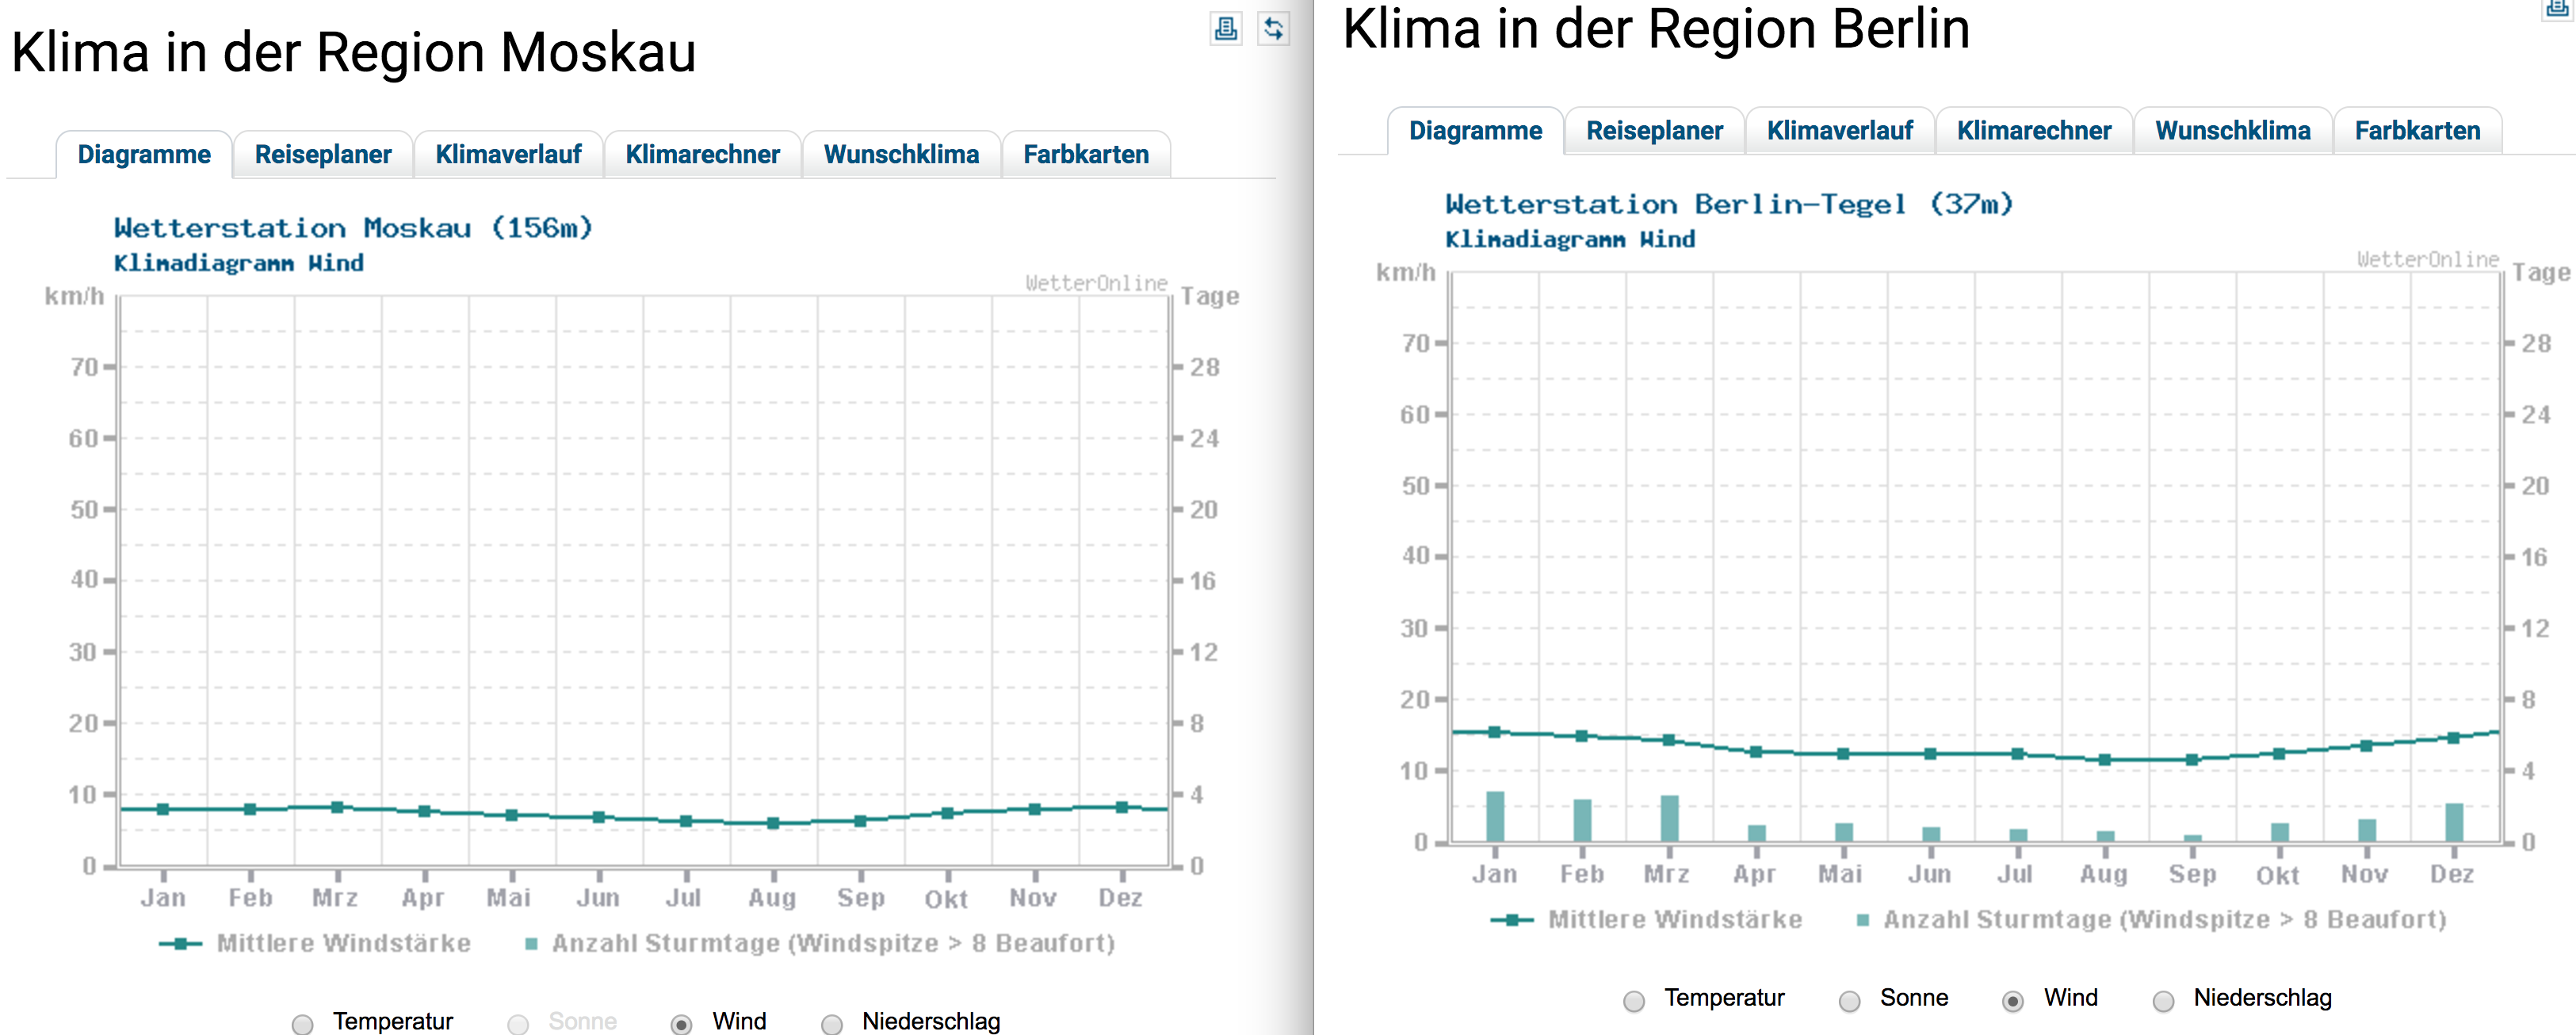 Klima in der Region Moskau
Diagramme Reiseplaner Klimaverlauf Klimarechner Wunschklima Farbkarten
Wetterstation Moskau (156m)
Klimadiagramm Wind
WetterOnline
km/h Tage
70 28
60 24
50 20
40 16
30 12
20 8
10 4
0 0
Jan Feb Mrz Apr Mai Jun Jul Aug Sep Okt Nov Dez
Mittlere Windstärke Anzahl Sturmtage (Windspitze > 8 Beaufort)
Temperatur Sonne Wind Niederschlag
Klima in der Region Berlin
Diagramme Reiseplaner Klimaverlauf Klimarechner Wunschklima Farbkarten
Wetterstation Berlin-Tegel (37m)
Klimadiagramm Wind
WetterOnline
km/h Tage
70 28
60 24
50 20
40 16
30 12
20 8
10 4
0 0
Jan Feb Mrz Apr Mai Jun Jul Aug Sep Okt Nov Dez
Mittlere Windstärke Anzahl Sturmtage (Windspitze > 8 Beaufort)
Temperatur Sonne Wind Niederschlag